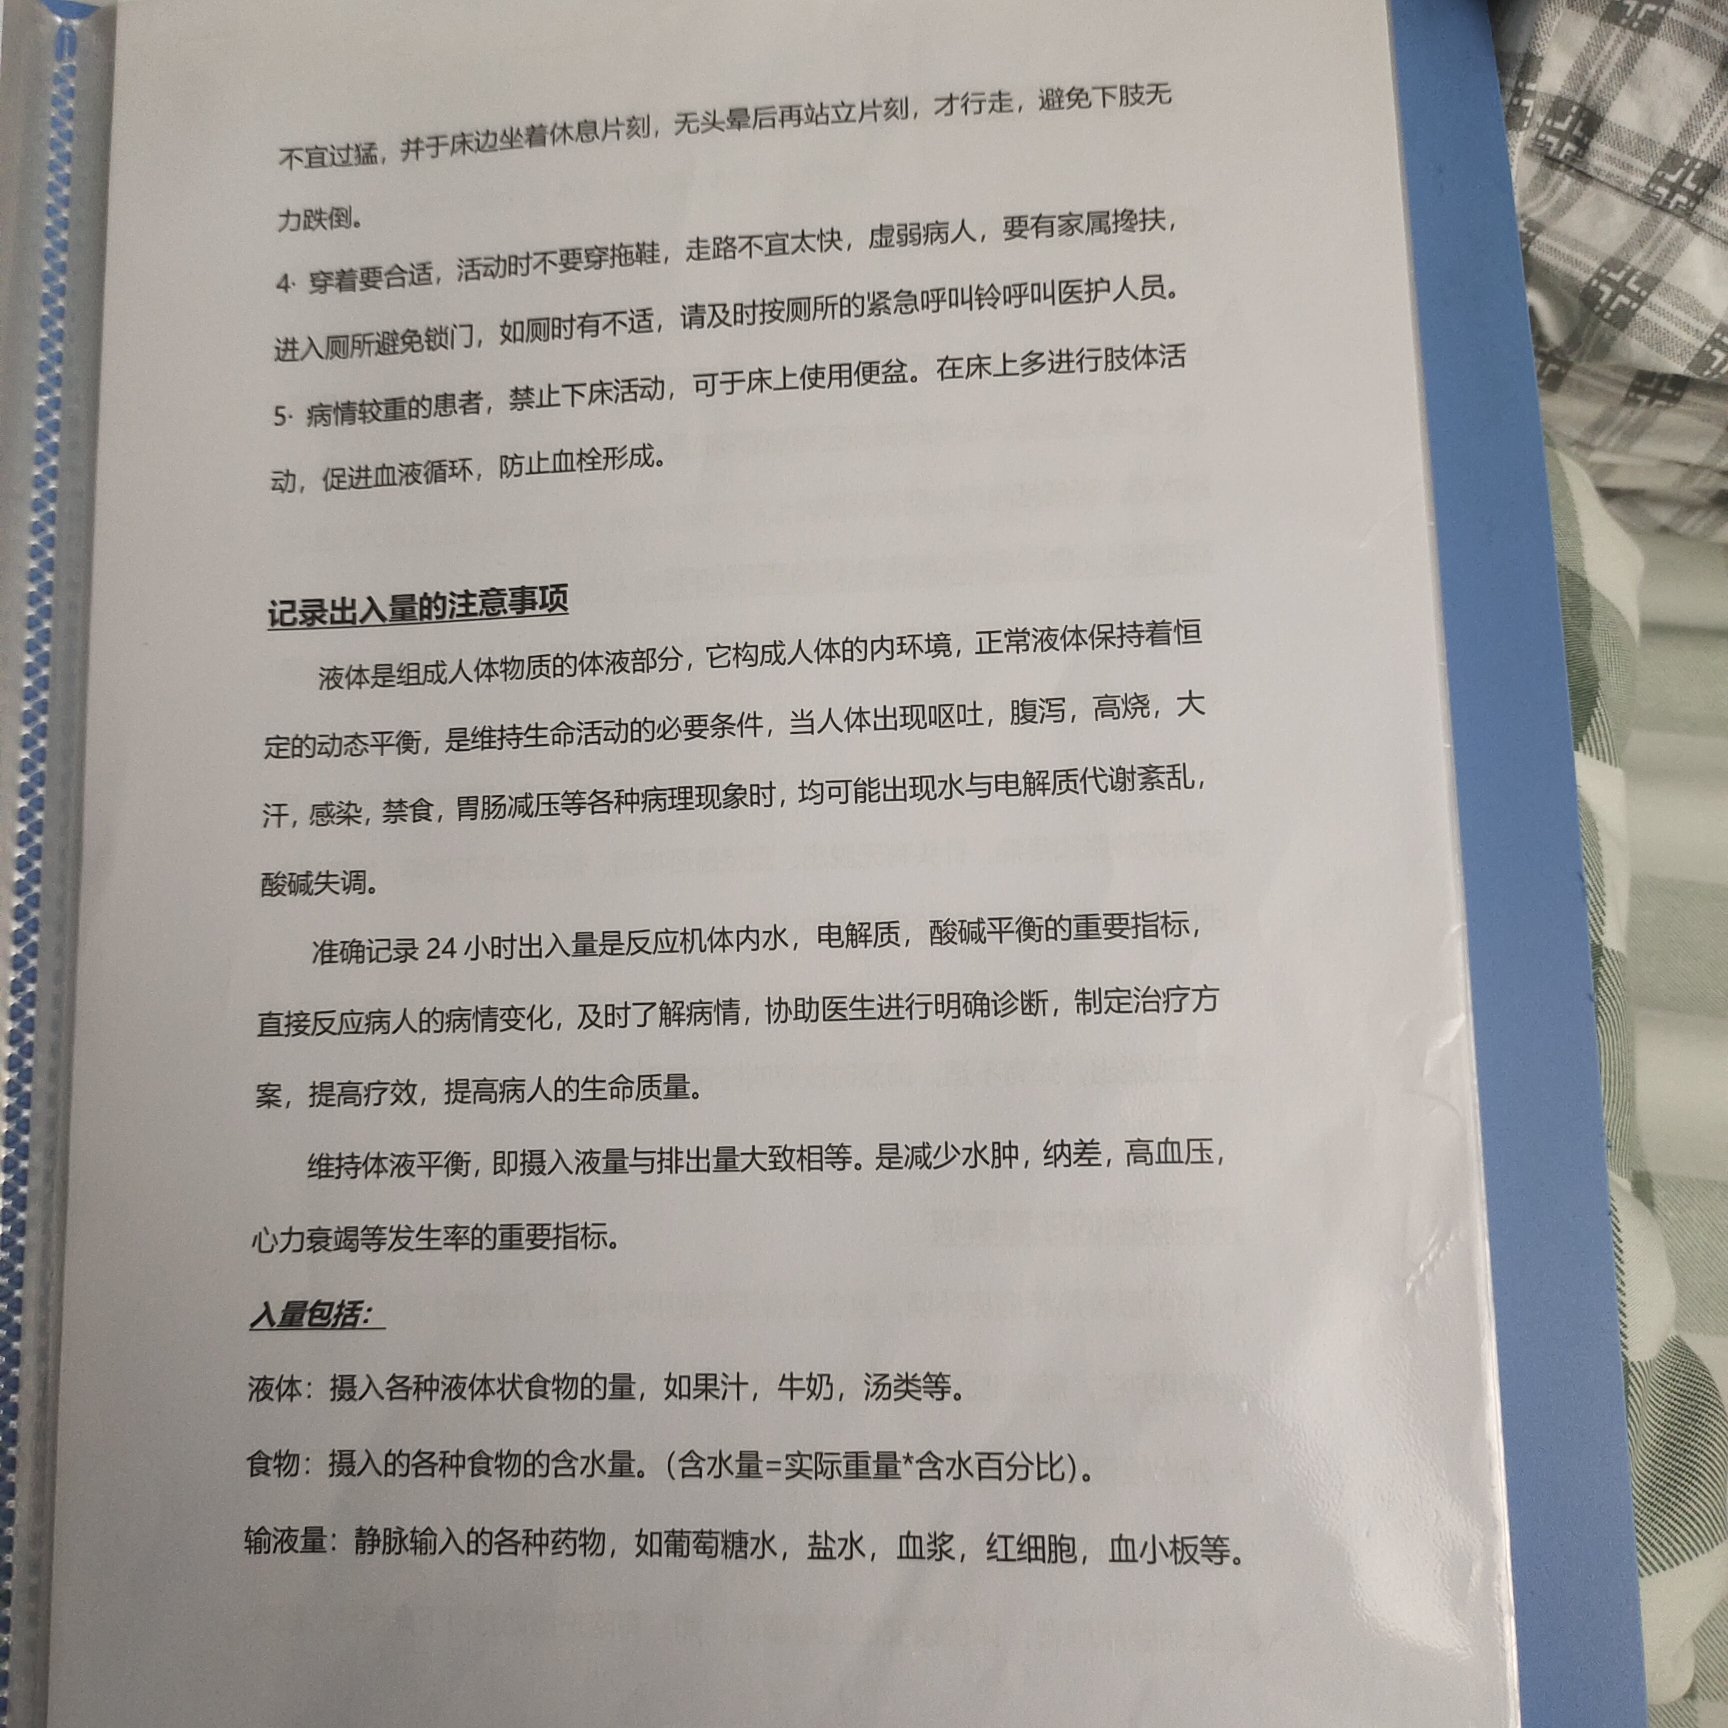 不宜过猛，并于床边坐着休息片刻，无头晕后再站立片刻，才行走，避免下肢无
力跌倒。
4· 穿着要合适，活动时不要穿拖鞋，走路不宜太快，虚弱病人，要有家属搀扶，
进入厕所避免锁门，如厕时有不适，请及时按厕所的紧急呼叫铃呼叫医护人员。
5· 病情较重的患者，禁止下床活动，可于床上使用便盆。在床上多进行肢体活
动，促进血液循环，防止血栓形成。
记录出入量的注意事项
液体是组成人体物质的体液部分，它构成人体的内环境，正常液体保持着恒
定的动态平衡，是维持生命活动的必要条件，当人体出现呕吐，腹泻，高烧，大
汗，感染，禁食，胃肠减压等各种病理现象时，均可能出现水与电解质代谢紊乱，
酸碱失调。
准确记录 24 小时出入量是反应机体内水，电解质，酸碱平衡的重要指标，
直接反应病人的病情变化，及时了解病情，协助医生进行明确诊断，制定治疗方
案，提高疗效，提高病人的生命质量。
维持体液平衡，即摄入液量与排出量大致相等。是减少水肿，纳差，高血压，
心力衰竭等发生率的重要指标。
入量包括：
液体：摄入各种液体状食物的量，如果汁，牛奶，汤类等。
食物：摄入的各种食物的含水量。（含水量=实际重量*含水百分比）。
输液量：静脉输入的各种药物，如葡萄糖水，盐水，血浆，红细胞，血小板等。